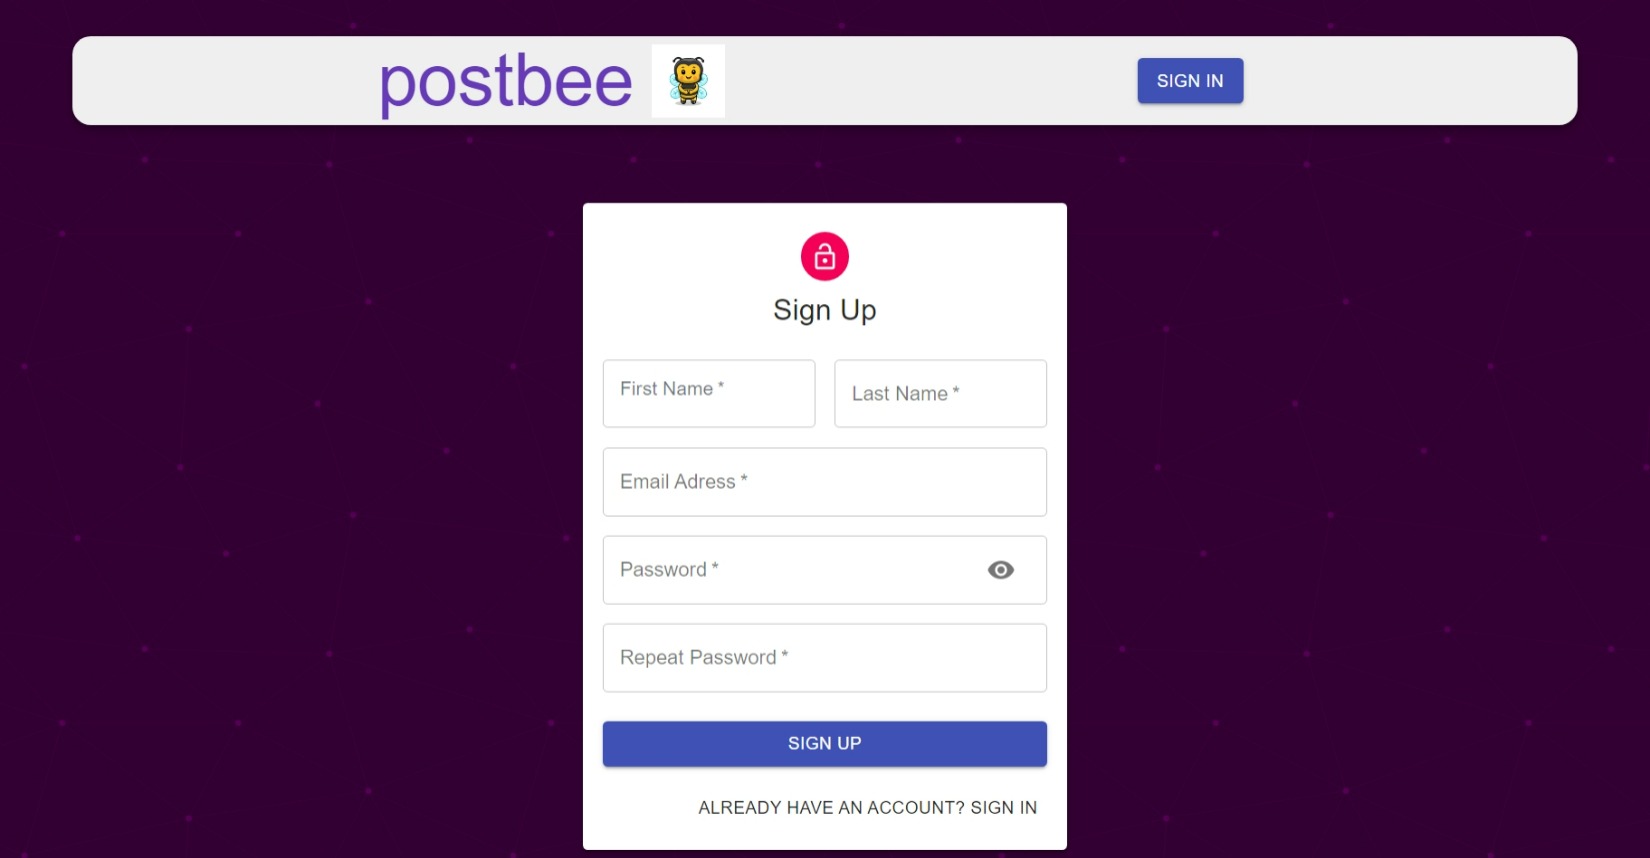 postbee
SIGN IN
Sign Up
First Name *
Last Name *
Email Adress *
Password *
Repeat Password *
SIGN UP
ALREADY HAVE AN ACCOUNT? SIGN IN